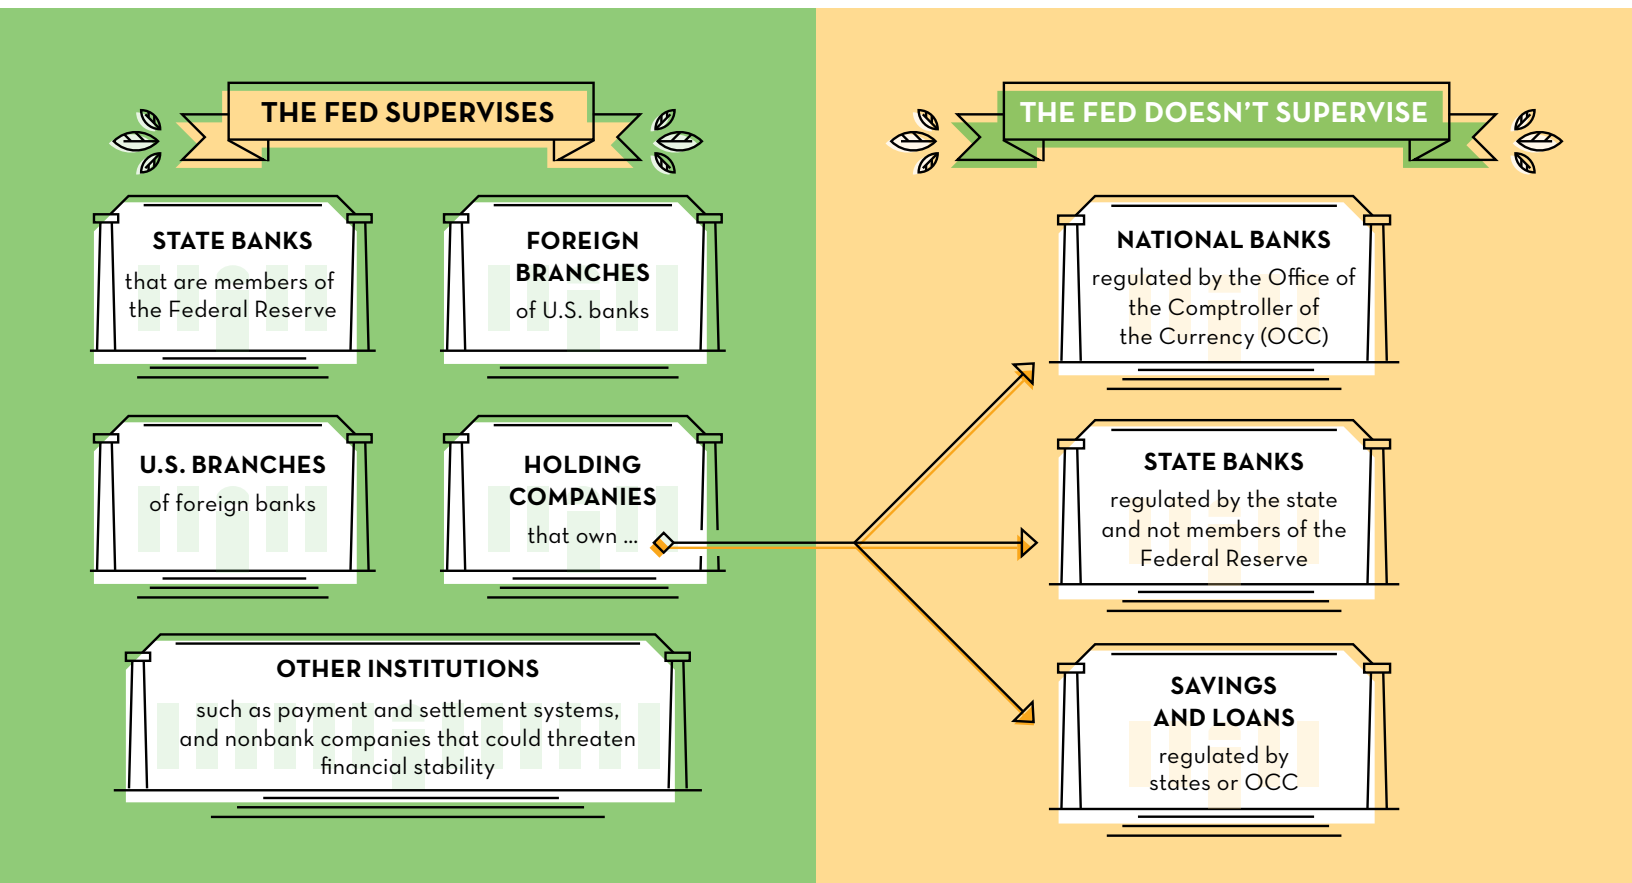 THE FED SUPERVISES
STATE BANKS
that are members of
the Federal Reserve
FOREIGN
BRANCHES
of U.S. banks
U.S. BRANCHES
of foreign banks
HOLDING
COMPANIES
that own ...
OTHER INSTITUTIONS
such as payment and settlement systems,
and nonbank companies that could threaten
financial stability
THE FED DOESN’T SUPERVISE
NATIONAL BANKS
regulated by the Office of
the Comptroller of
the Currency (OCC)
STATE BANKS
regulated by the state
and not members of the
Federal Reserve
SAVINGS
AND LOANS
regulated by
states or OCC